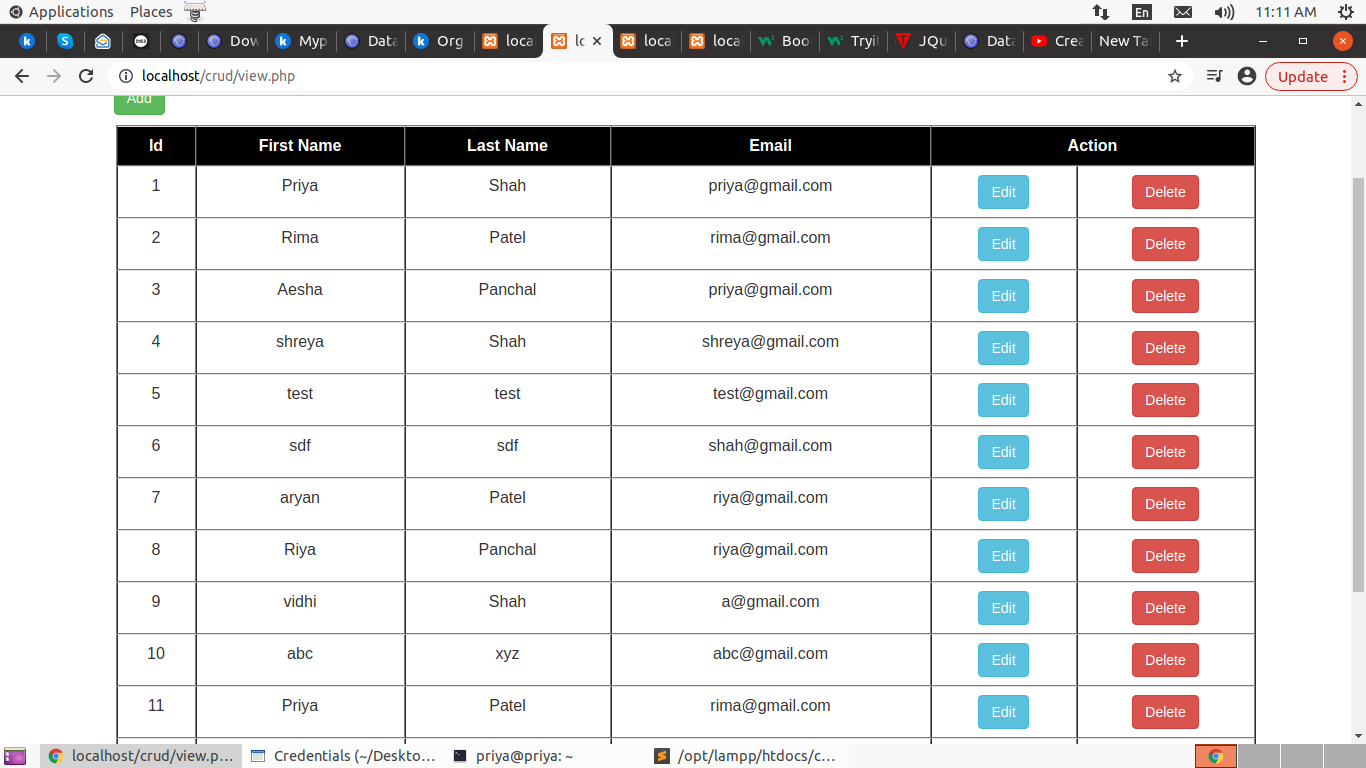 Applications Places En 11:11 AM
Dow Myp Data Org loca lo loca loca Boo Tryi JQu Data Crea New Ta
localhost/crud/view.php Update
Add
Id First Name Last Name Email Action
1 Priya Shah priya@gmail.com Edit Delete
2 Rima Patel rima@gmail.com Edit Delete
3 Aesha Panchal priya@gmail.com Edit Delete
4 shreya Shah shreya@gmail.com Edit Delete
5 test test test@gmail.com Edit Delete
6 sdf sdf shah@gmail.com Edit Delete
7 aryan Patel riya@gmail.com Edit Delete
8 Riya Panchal riya@gmail.com Edit Delete
9 vidhi Shah a@gmail.com Edit Delete
10 abc xyz abc@gmail.com Edit Delete
11 Priya Patel rima@gmail.com Edit Delete
localhost/crud/view.p… Credentials (~/Deskto… priya@priya: ~ /opt/lampp/htdocs/c…